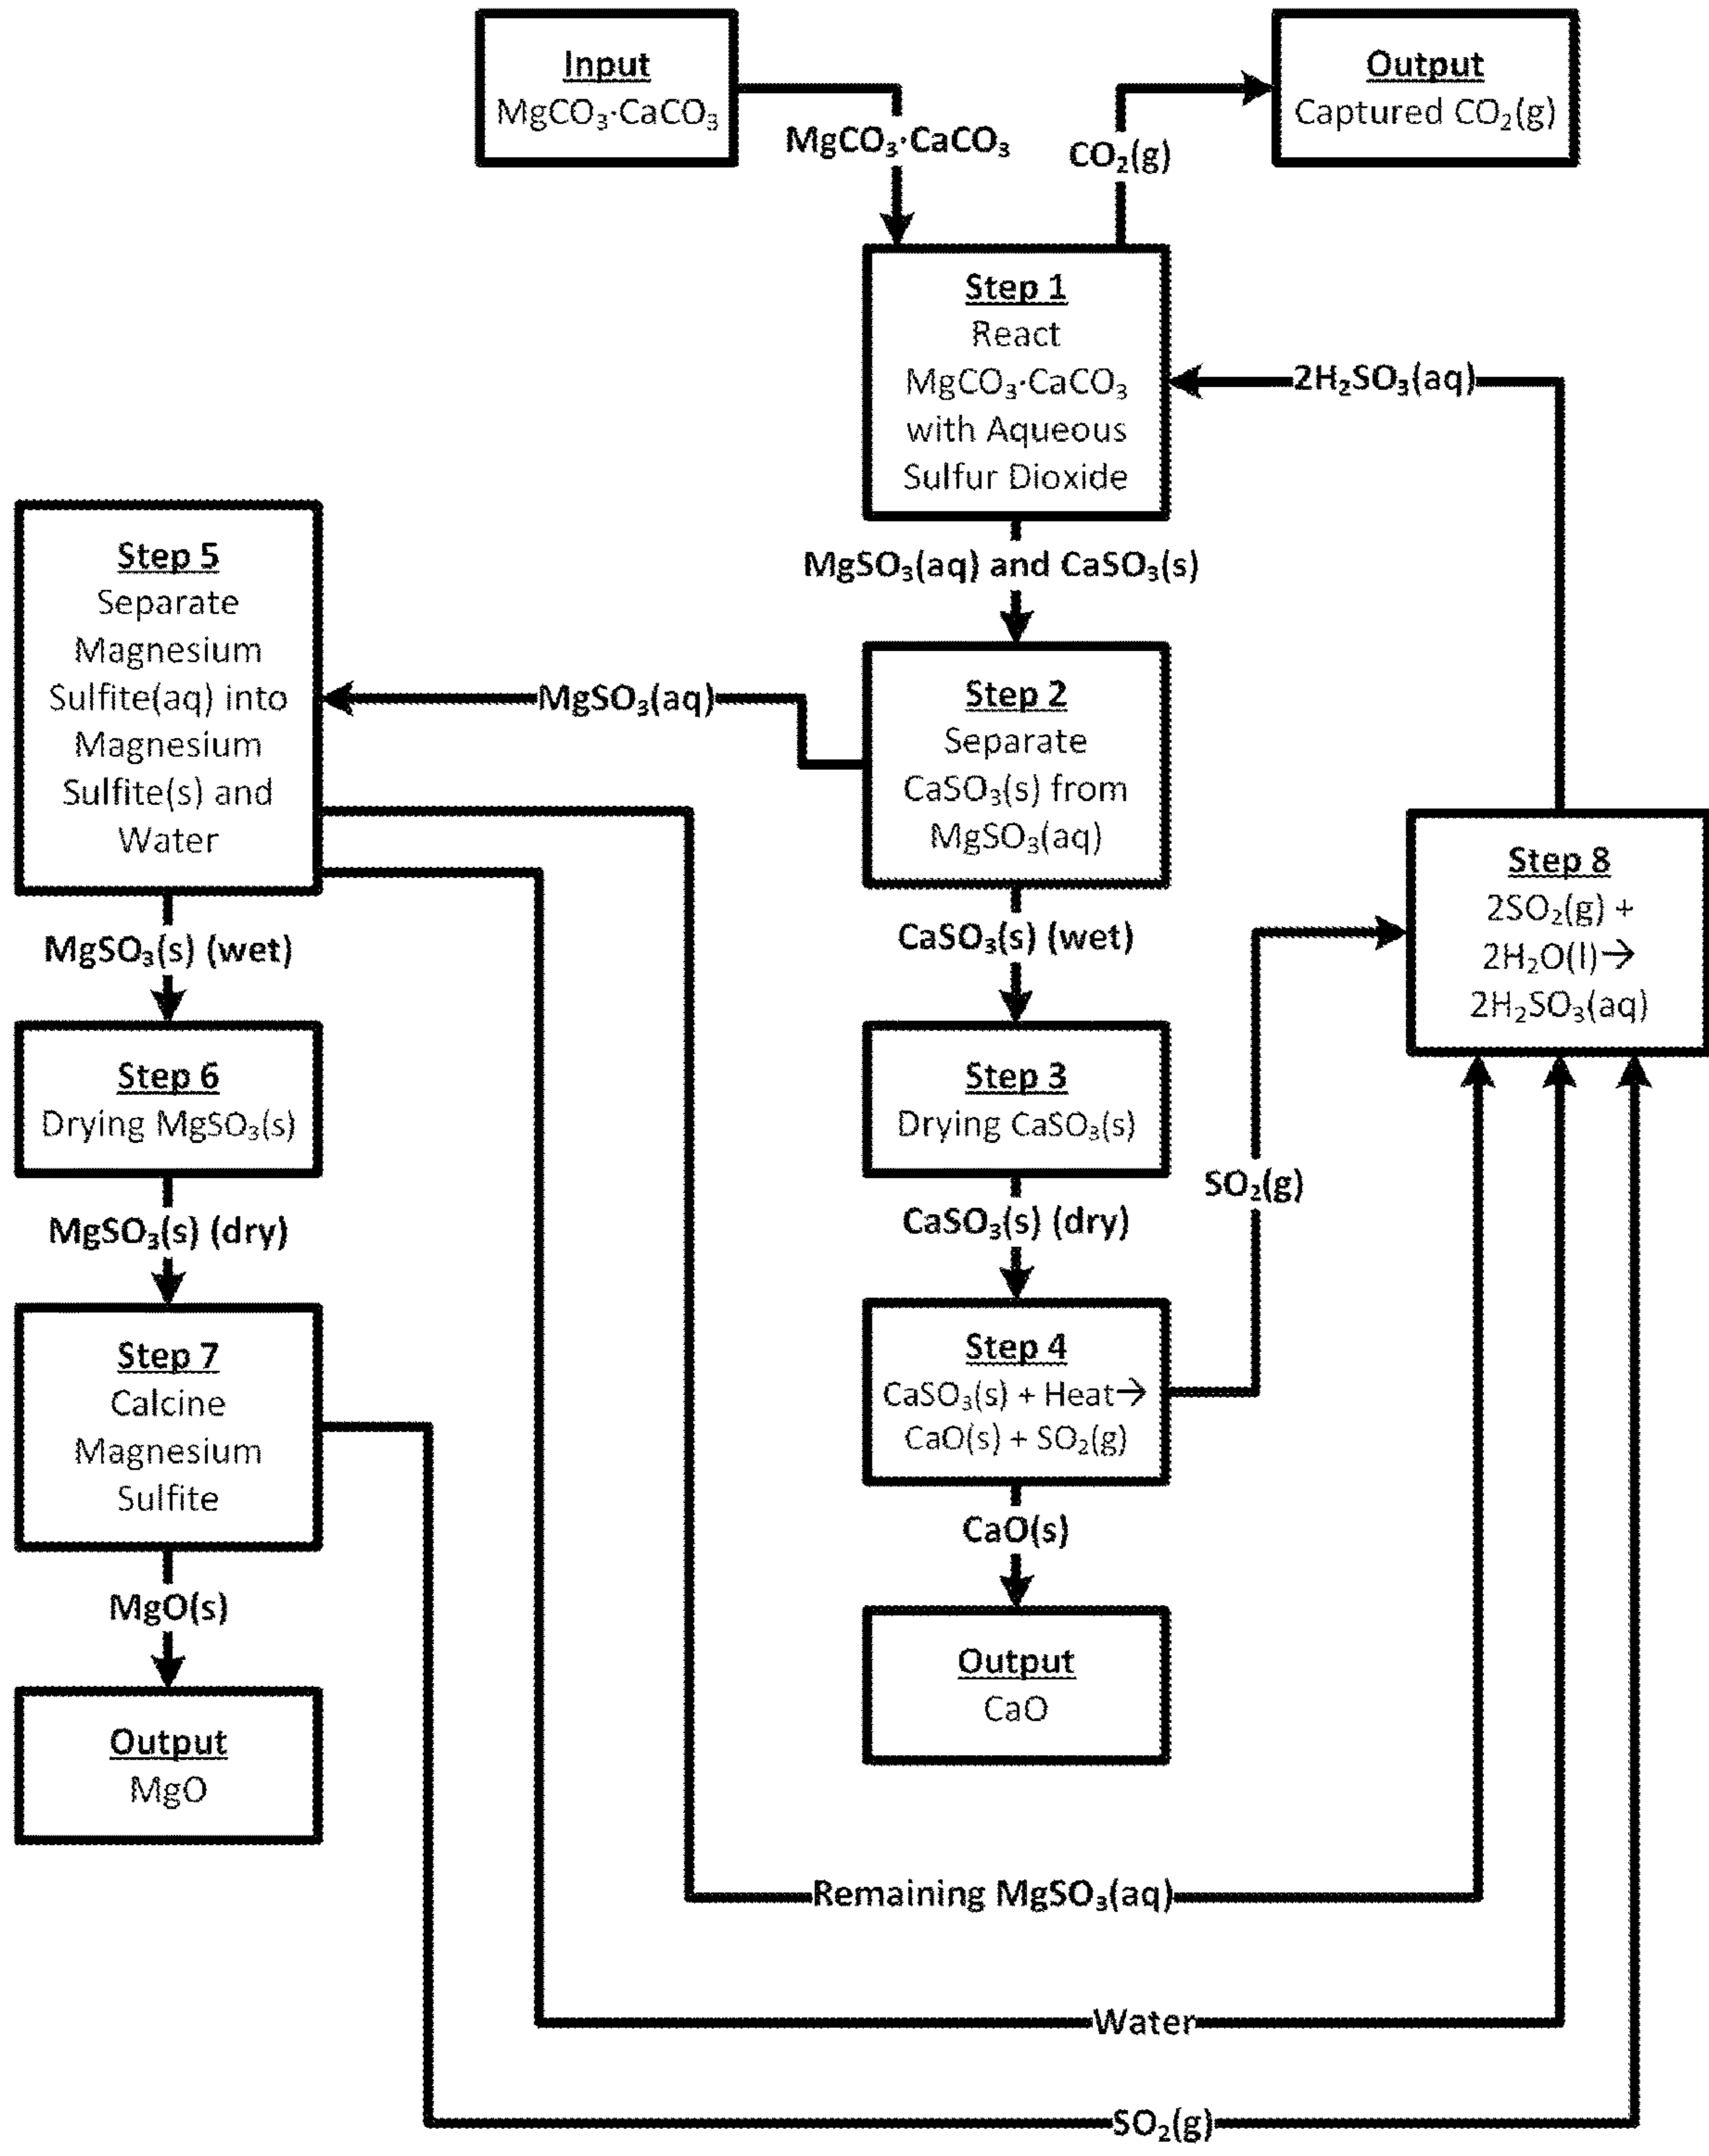 Input
MgCO₃·CaCO₃
Output
Captured CO₂(g)
MgCO₃·CaCO₃
CO₂(g)
Step 1
React
MgCO₃·CaCO₃
with Aqueous
Sulfur Dioxide
2H₂SO₃(aq)
MgSO₃(aq) and CaSO₃(s)
Step 5
Separate
Magnesium
Sulfite(aq) into
Magnesium
Sulfite(s) and
Water
MgSO₃(aq)
Step 2
Separate
CaSO₃(s) from
MgSO₃(aq)
Step 8
2SO₂(g) +
2H₂O(l)→
2H₂SO₃(aq)
MgSO₃(s) (wet)
CaSO₃(s) (wet)
Step 6
Drying MgSO₃(s)
Step 3
Drying CaSO₃(s)
SO₂(g)
MgSO₃(s) (dry)
CaSO₃(s) (dry)
Step 7
Calcine
Magnesium
Sulfite
Step 4
CaSO₃(s) + Heat→
CaO(s) + SO₂(g)
MgO(s)
CaO(s)
Output
MgO
Output
CaO
Remaining MgSO₃(aq)
Water
SO₂(g)